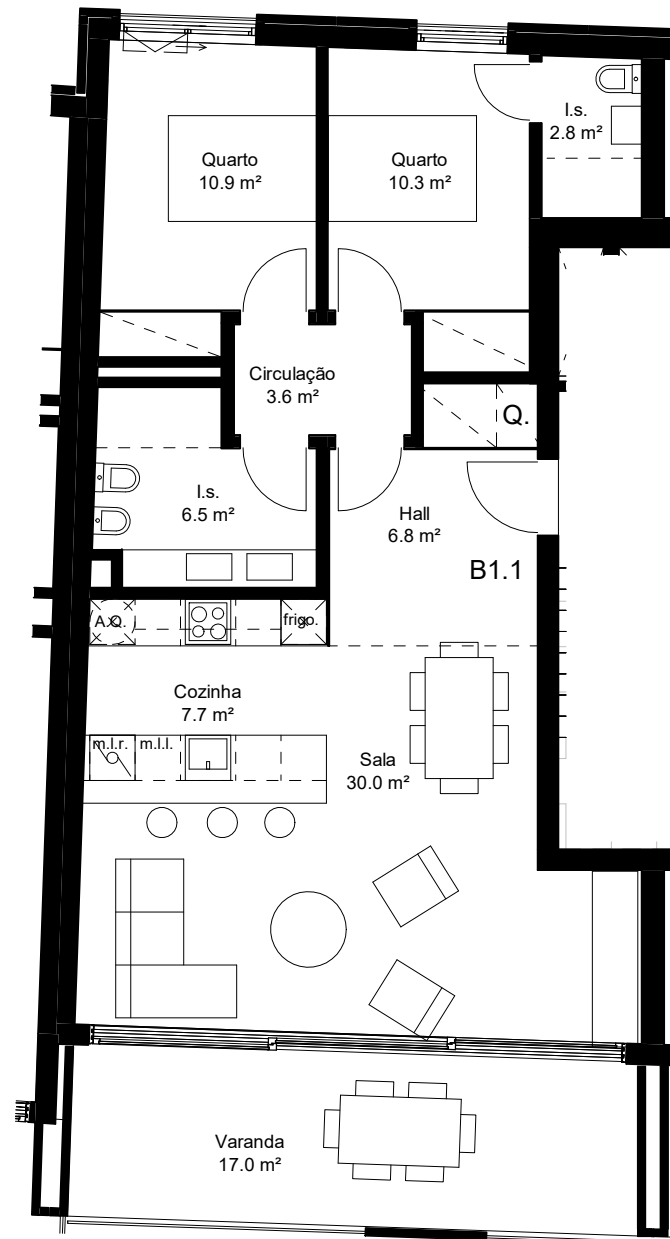 I.s.
2.8 m²
Quarto
10.9 m²
Quarto
10.3 m²
Circulação
3.6 m²
Q.
I.s.
6.5 m²
Hall
6.8 m²
B1.1
A.Q.
frigo.
Cozinha
7.7 m²
m.l.r. m.l.l.
Sala
30.0 m²
Varanda
17.0 m²